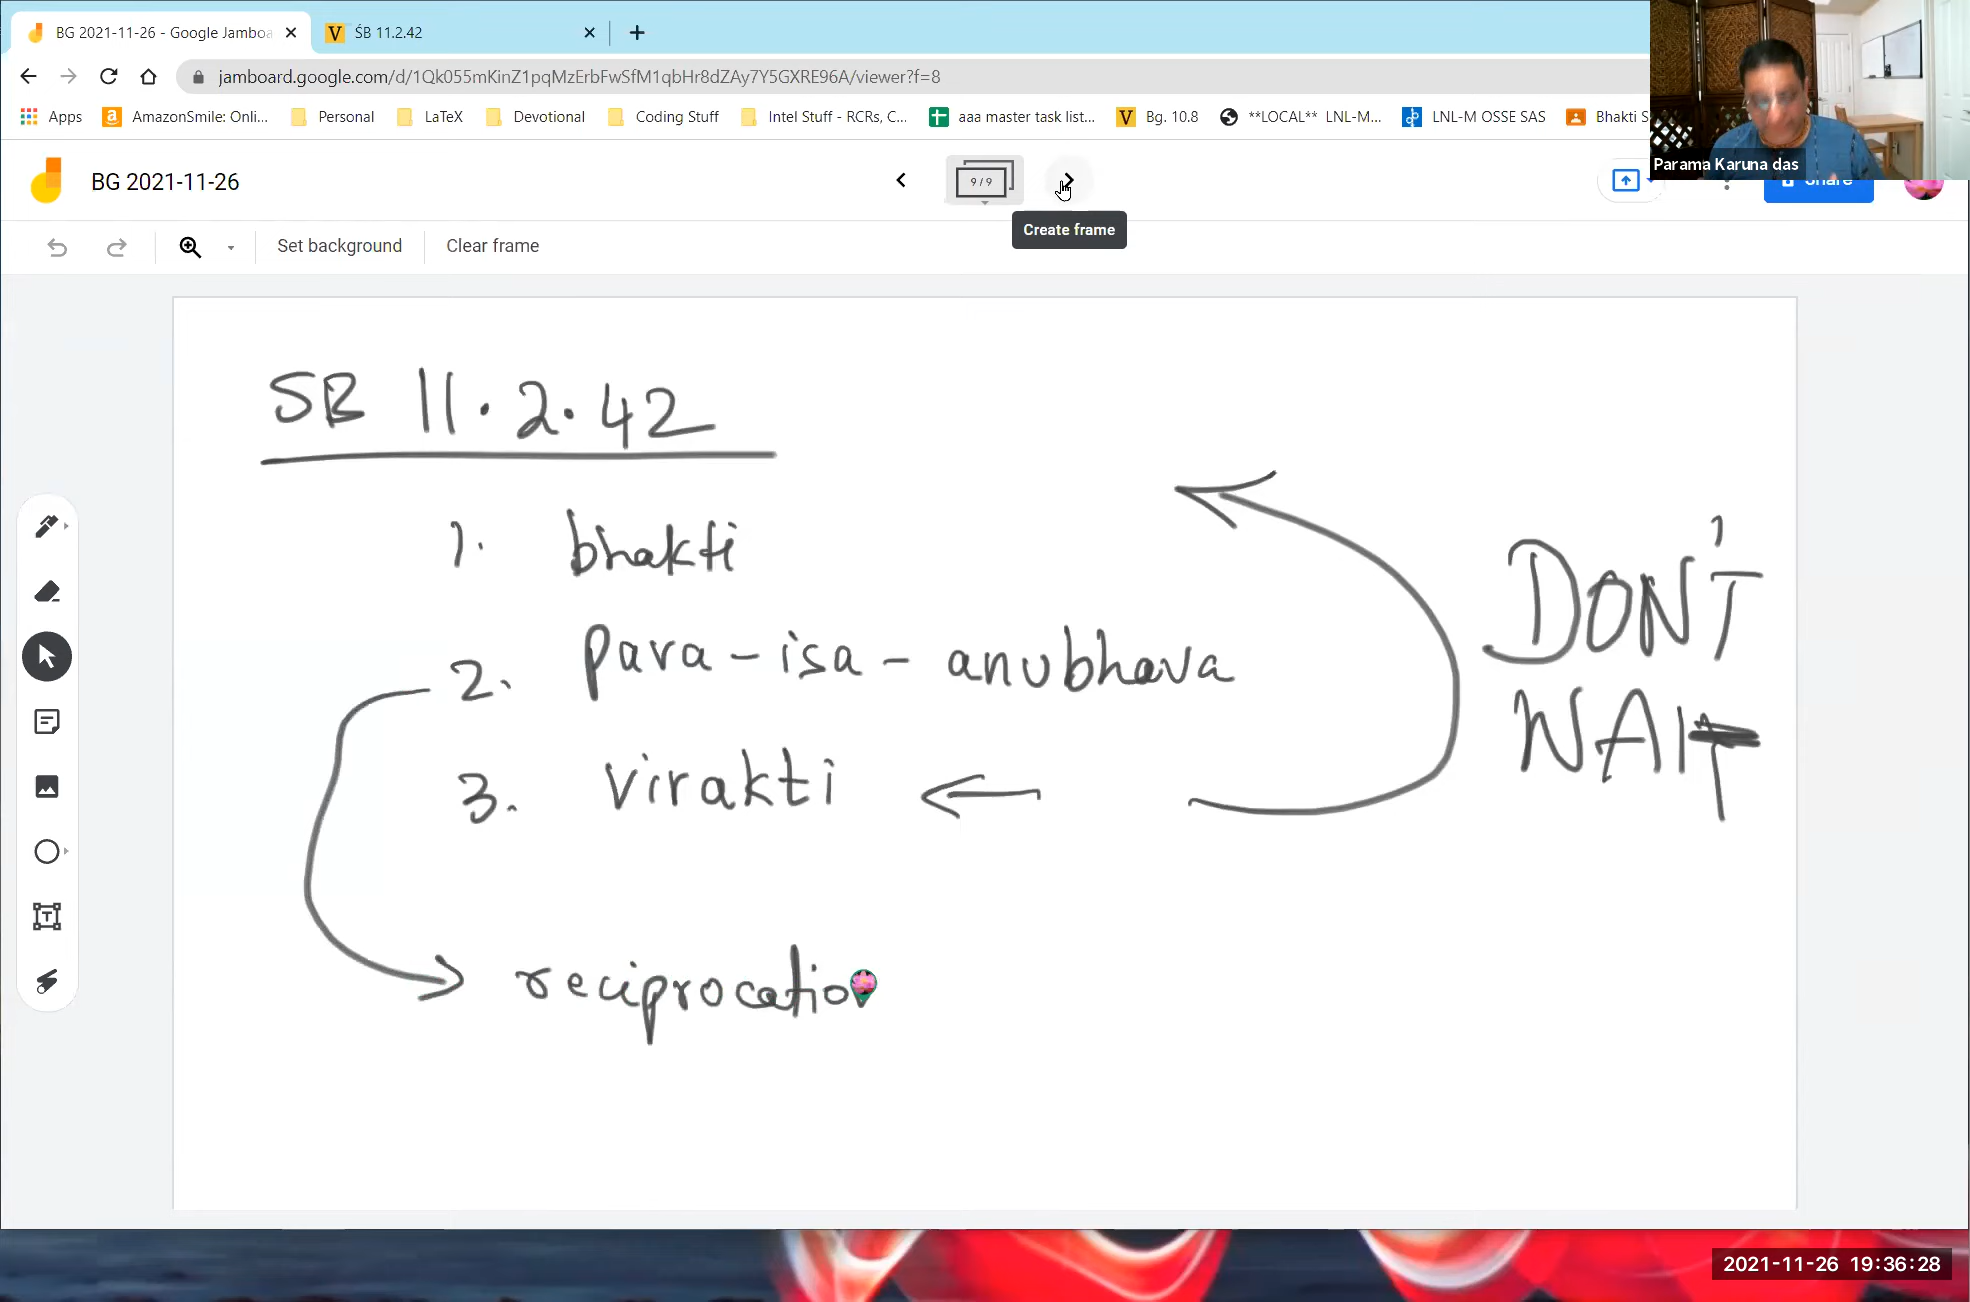 BG 2021-11-26 - Google Jamboa
ŚB 11.2.42
jamboard.google.com/d/1Qk055mKinZ1pqMzErbFwSfM1qbHr8dZAy7Y5GXRE96A/viewer?f=8
Apps AmazonSmile: Onli... Personal LaTeX Devotional Coding Stuff Intel Stuff - RCRs, C... aaa master task list... Bg. 10.8 **LOCAL** LNL-M... LNL-M OSSE SAS Bhakti S
Parama Karuna das
BG 2021-11-26
9/9
Share
Create frame
Set background Clear frame
SB 11.2.42
1. bhakti
2. para-isa-anubhava
3. virakti
reciprocation
DON'T
WAIT
2021-11-26 19:36:28